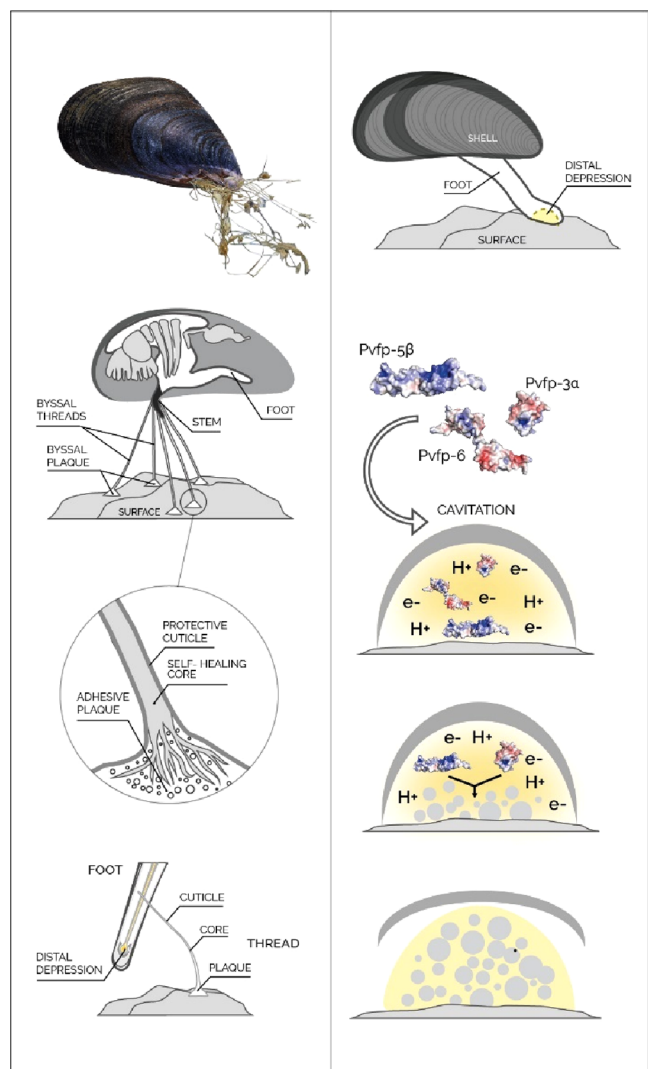 FOOT
STEM
BYSSAL
THREADS
BYSSAL
PLAQUE
SURFACE
PROTECTIVE
CUTICLE
SELF- HEALING
CORE
ADHESIVE
PLAQUE
FOOT
CUTICLE
CORE
THREAD
DISTAL
DEPRESSION
PLAQUE
SHELL
DISTAL
DEPRESSION
FOOT
SURFACE
Pvfp-5β
Pvfp-3α
Pvfp-6
CAVITATION
H+ e-
e- e- H+
H+ e-
e- H+
e-
H+ H+
e-